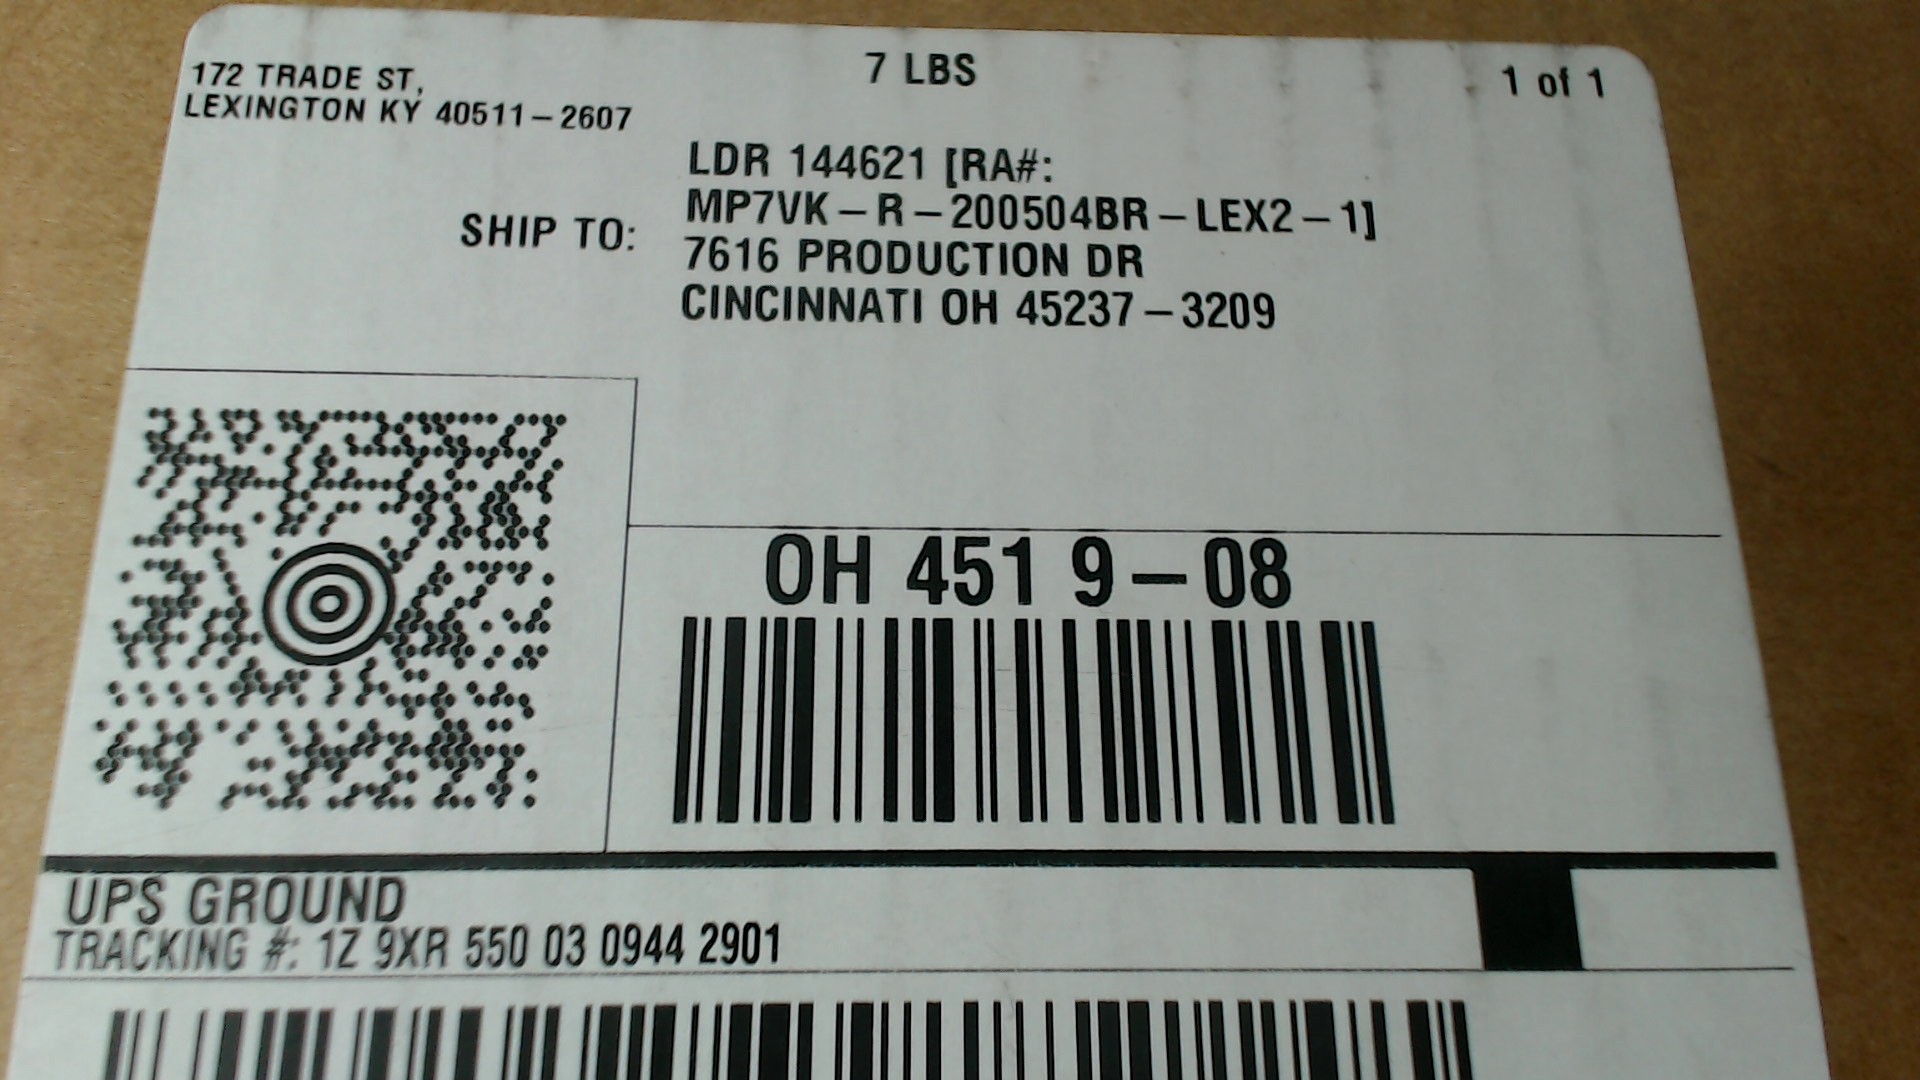 172 TRADE ST,
LEXINGTON KY 40511-2607
7 LBS
1 of 1
SHIP TO:
LDR 144621 [RA#:
MP7VK-R-200504BR-LEX2-1]
7616 PRODUCTION DR
CINCINNATI OH 45237-3209
OH 451 9-08
UPS GROUND
TRACKING #: 1Z 9XR 550 03 0944 2901